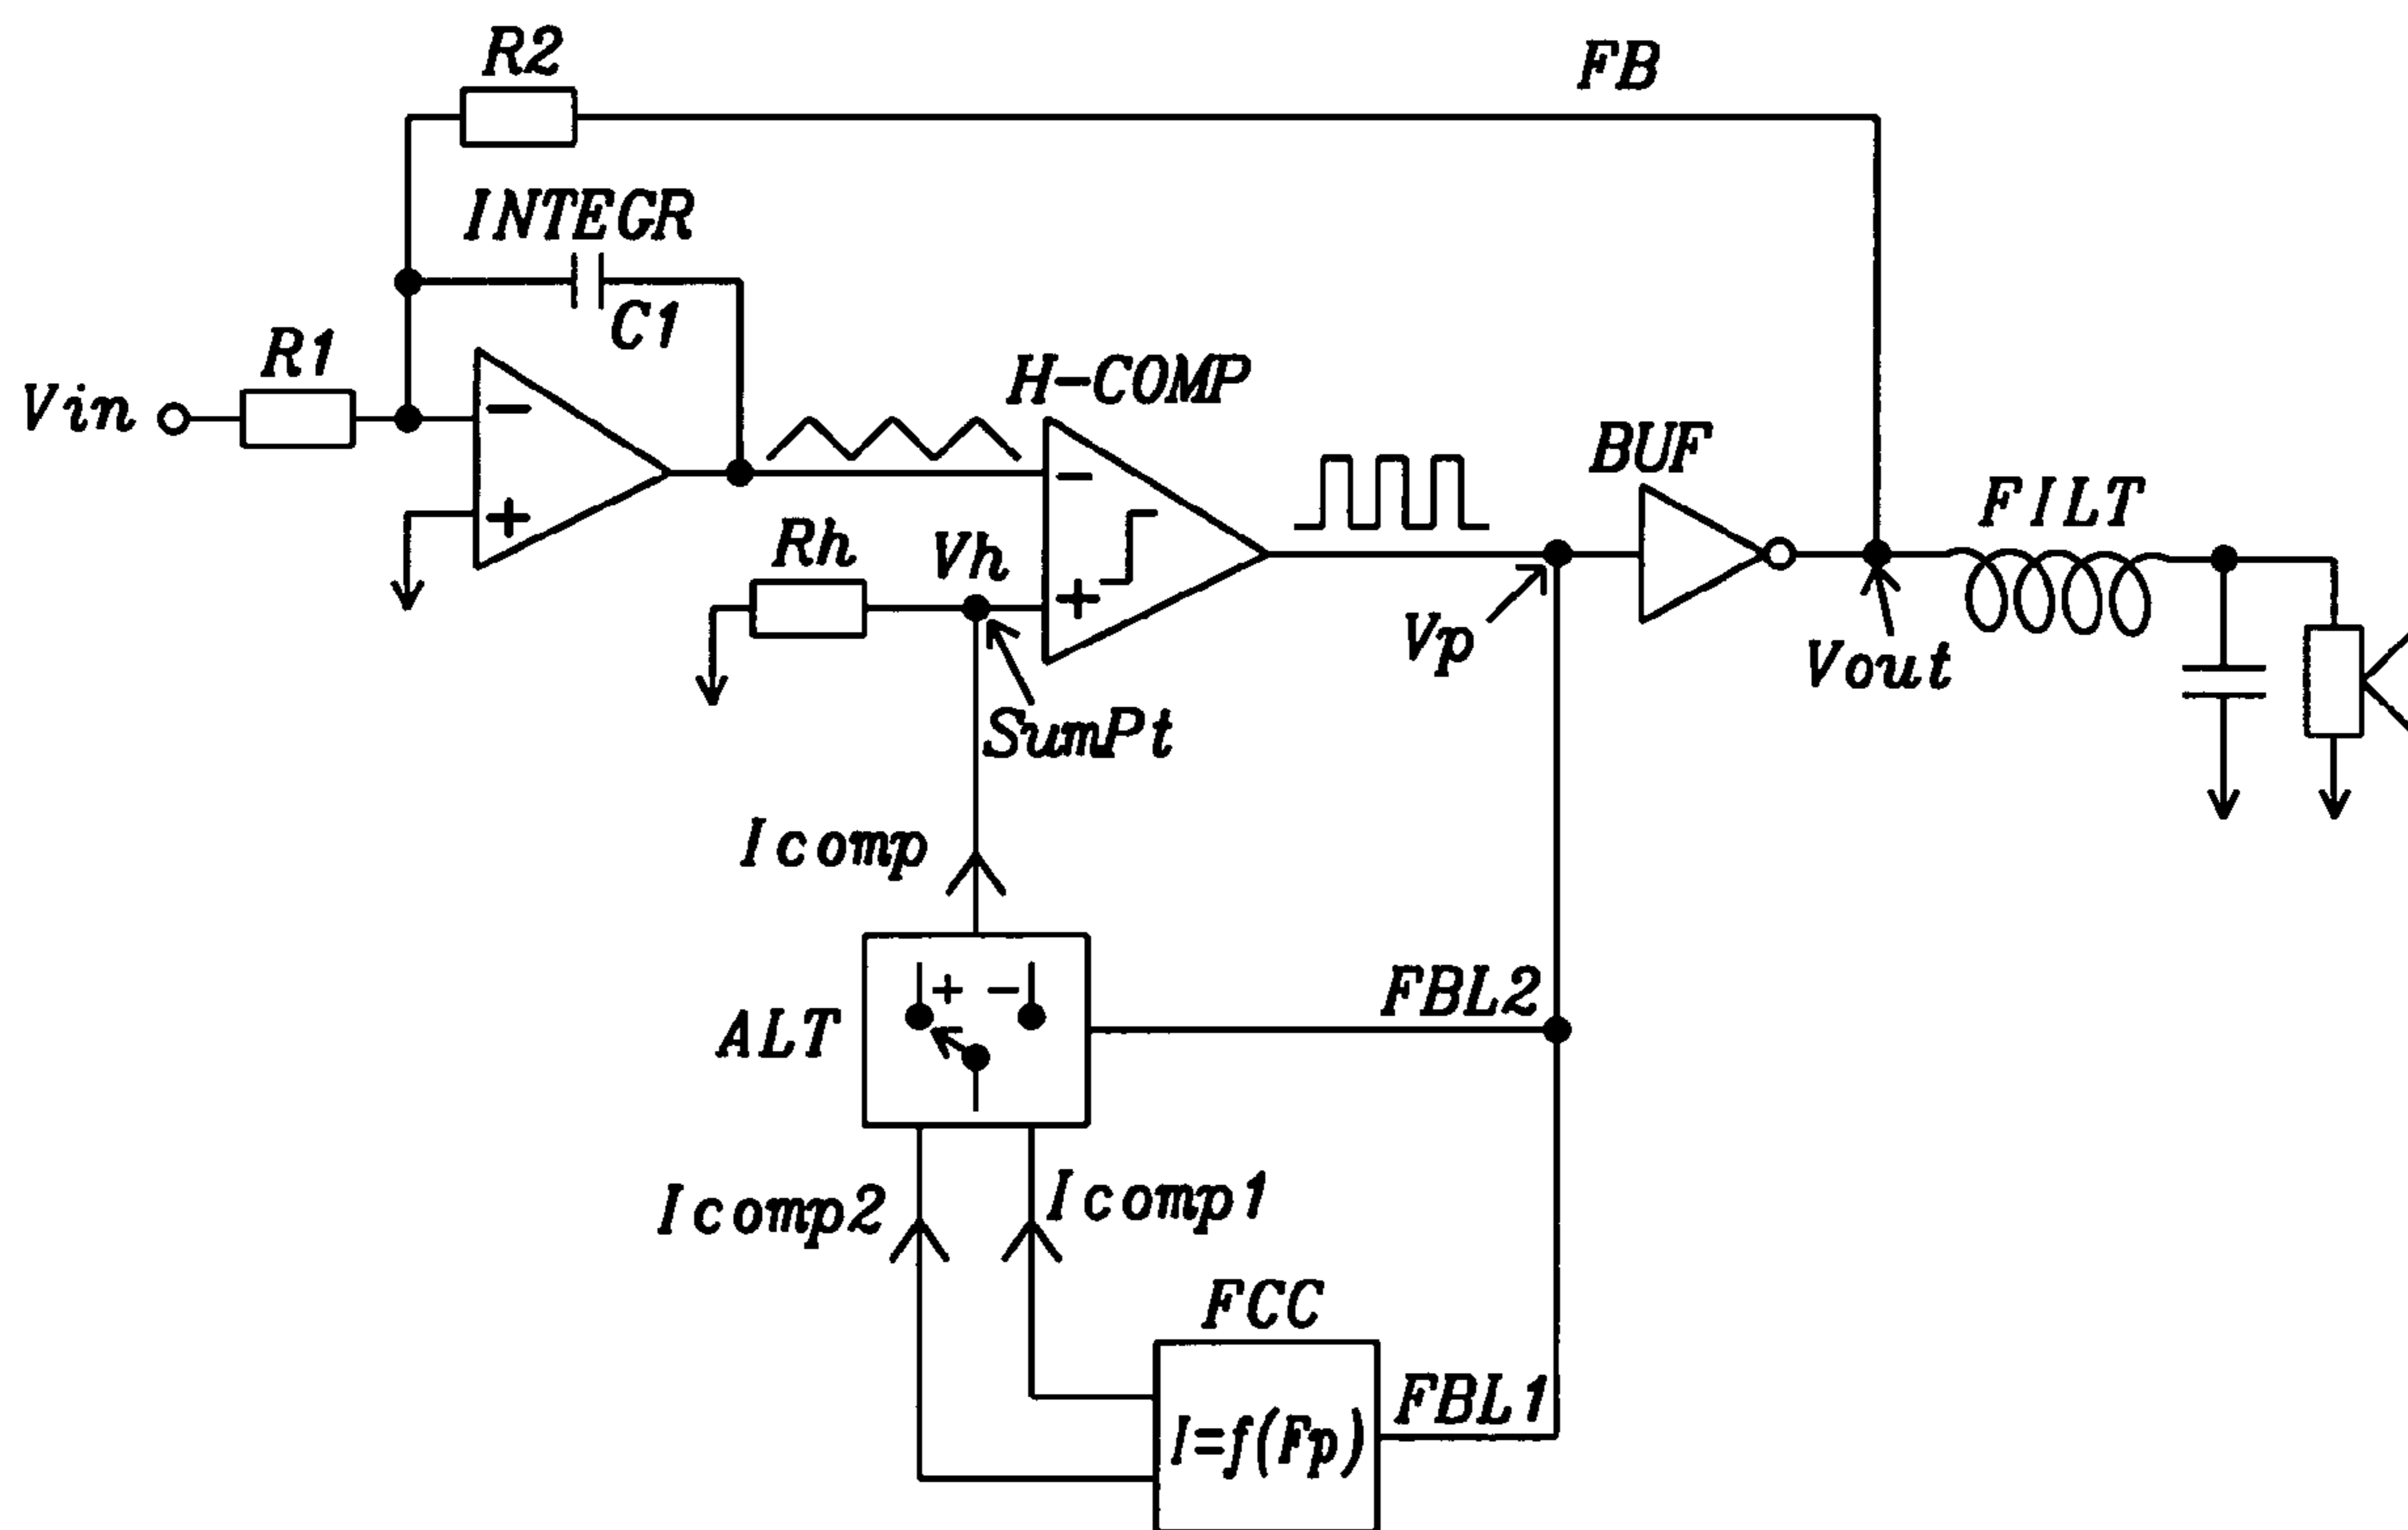 R2
FB
INTEGR
C1
R1
Vin
-
+
H-COMP
-
+
Rh
Vh
SumPt
BUF
Vp
FILT
Vout
Icomp
ALT
+ -
FBL2
Icomp2
Icomp1
FCC
I=f(Fp)
FBL1